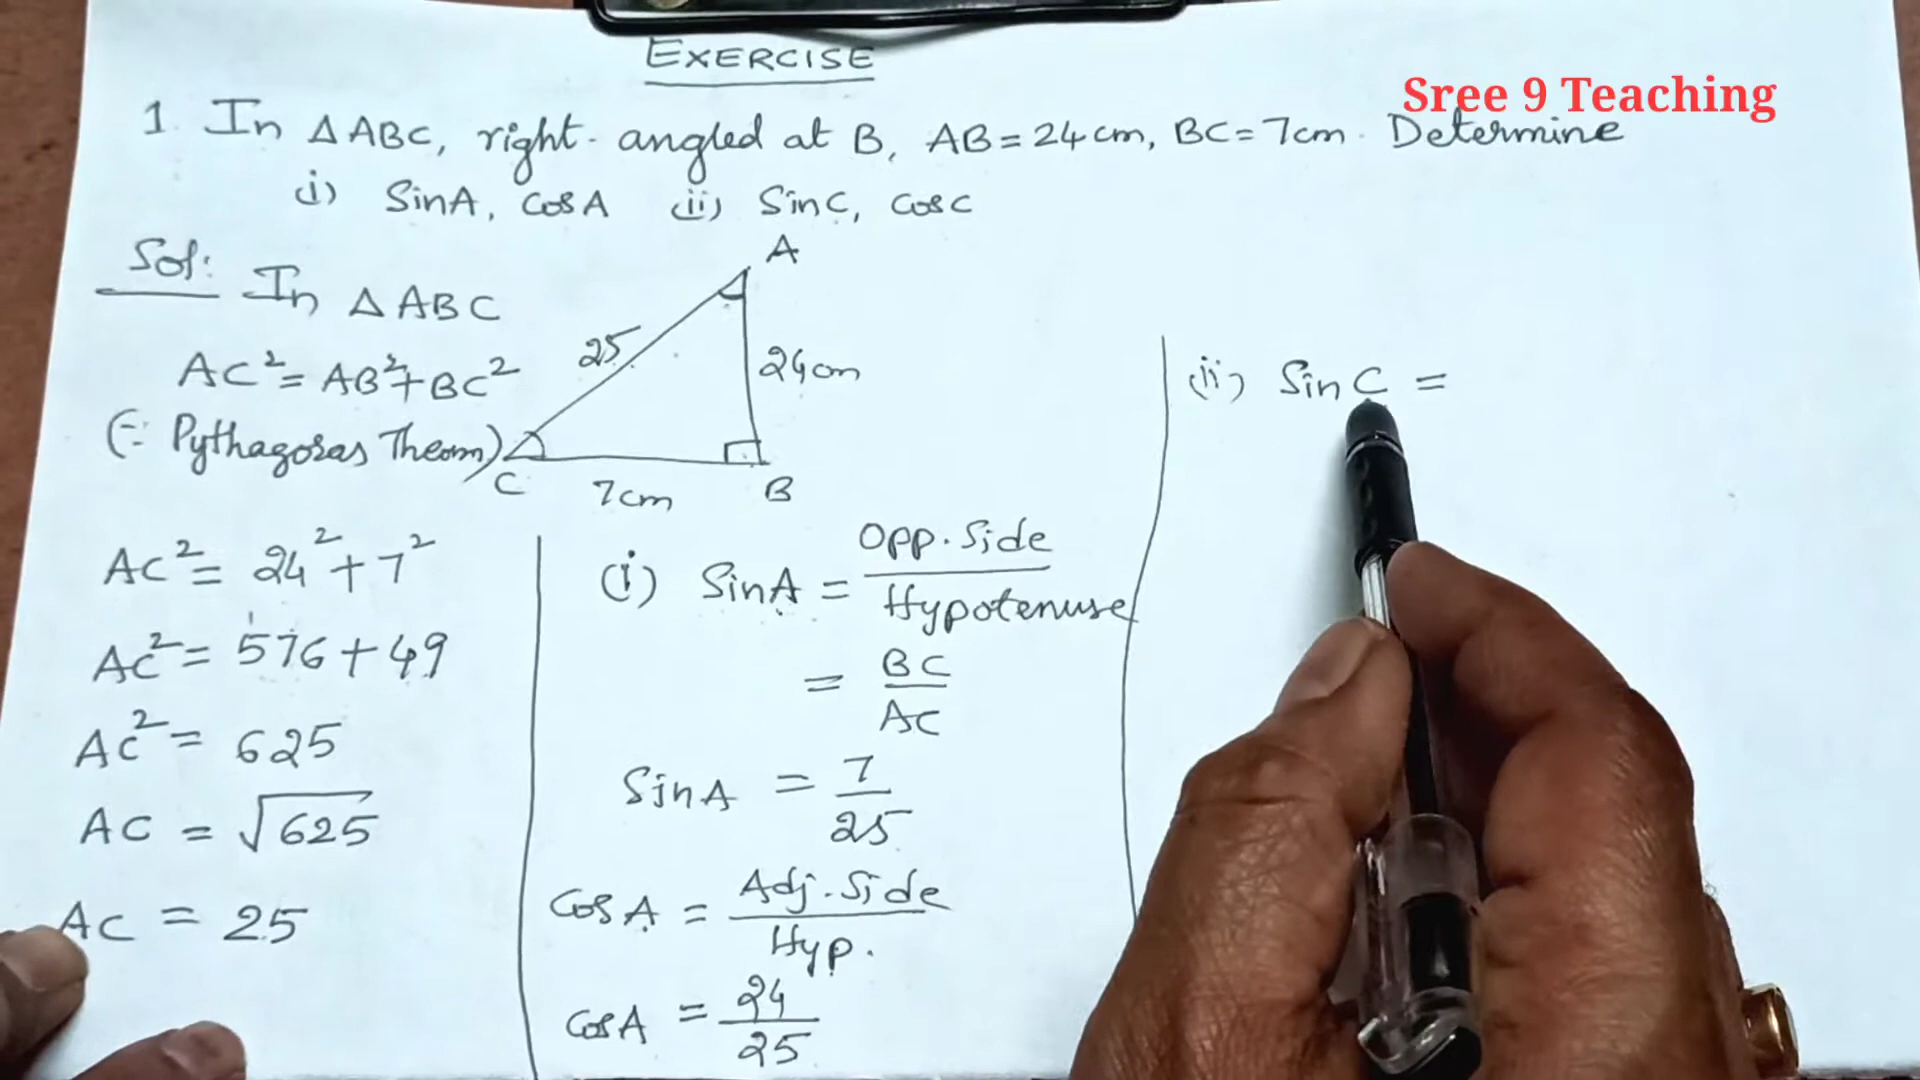 EXERCISE
Sree 9 Teaching
1. In △ABC, right-angled at B, AB = 24cm, BC = 7cm. Determine
(i) SinA, CosA (ii) SinC, CosC
Sol: In △ABC
AC² = AB² + BC²
(∵ Pythagoras Theorm)
A
25
24cm
C
7cm
B
AC² = 24² + 7²
AC² = 576 + 49
AC² = 625
AC = √625
AC = 25
(i) SinA = Opp. Side / Hypotenuse
= BC / AC
SinA = 7 / 25
CosA = Adj. Side / Hyp.
CosA = 24 / 25
(ii) SinC =